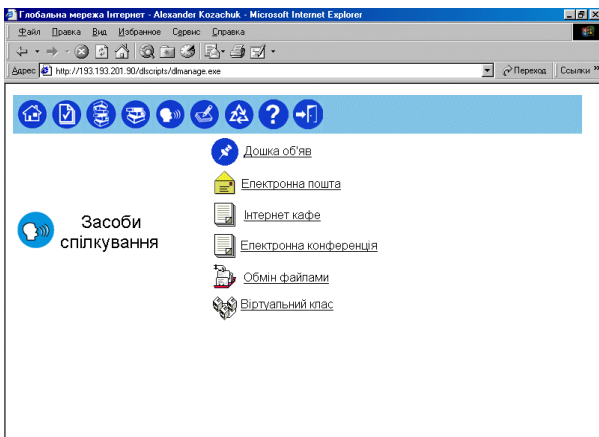 Глобальна мережа Інтернет - Alexander Kozachuk - Microsoft Internet Explorer
Файл Правка Вид Избранное Сервис Справка
Адрес http://193.193.201.90/dlscripts/dlmanage.exe Переход Ссылки »
Дошка об'яв
Електронна пошта
Інтернет кафе
Засоби спілкування
Електронна конференція
Обмін файлами
Віртуальний клас